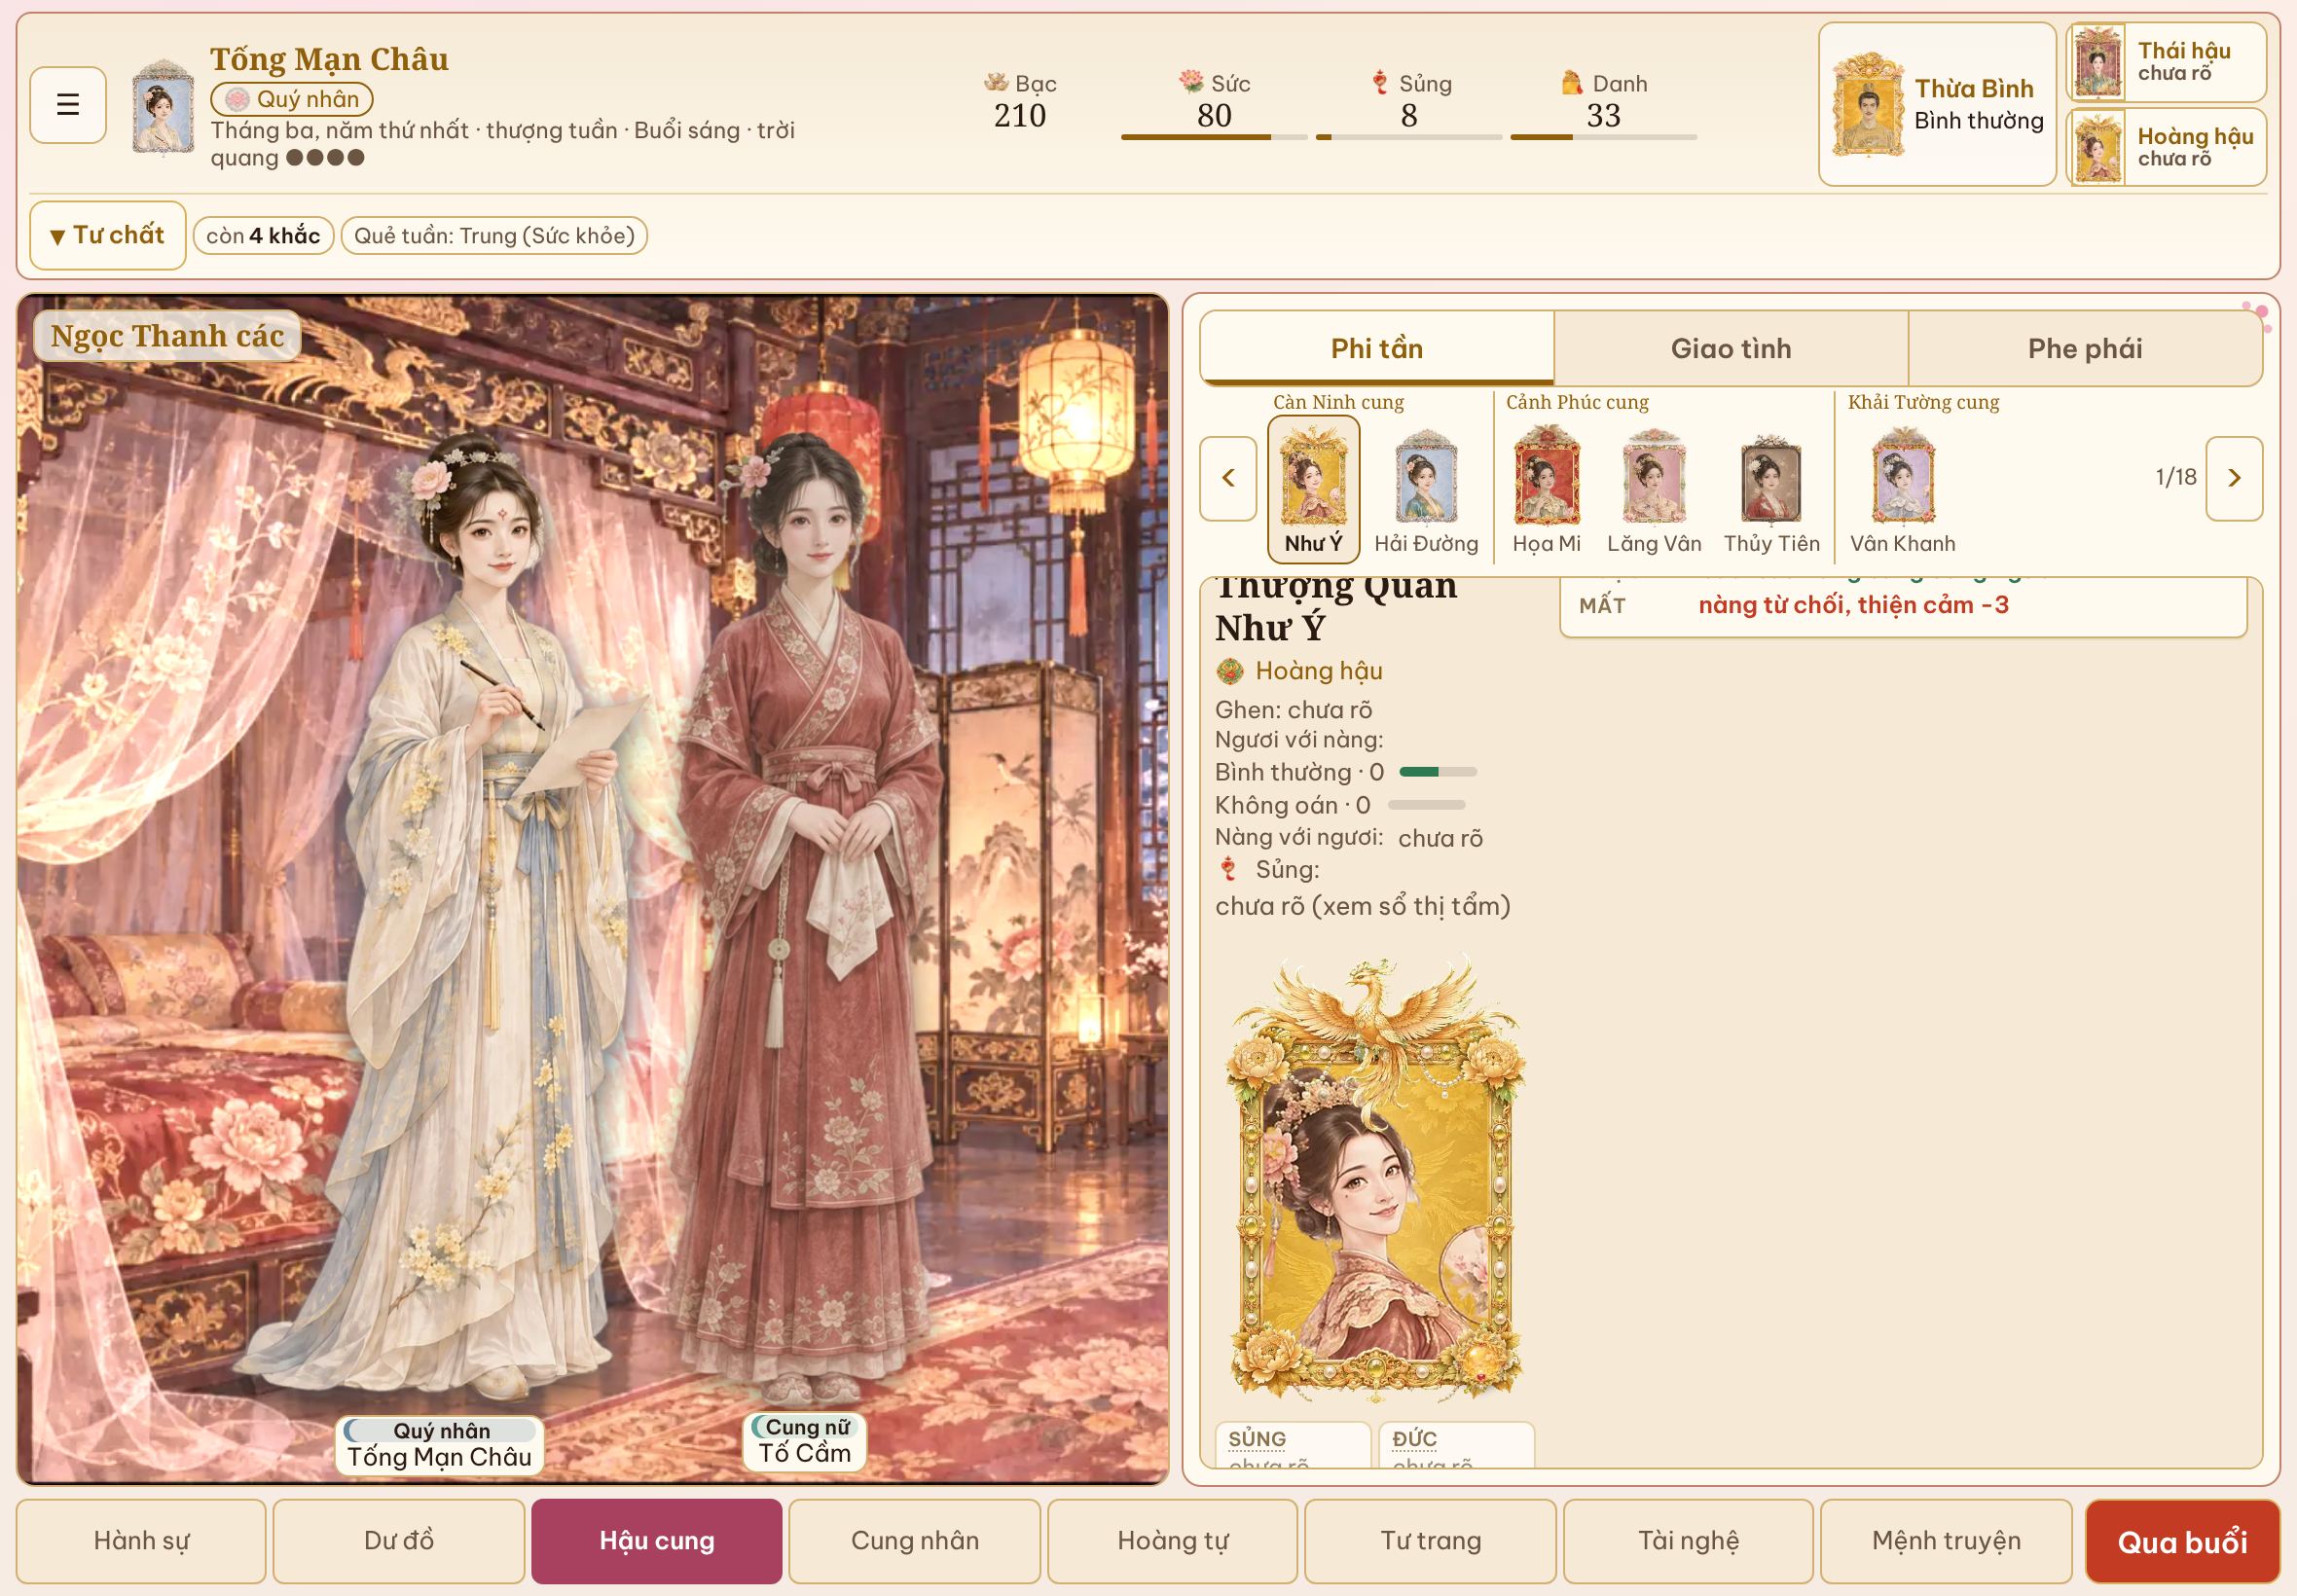 Tống Mạn Châu
Quý nhân
Tháng ba, năm thứ nhất · thượng tuần · Buổi sáng · trời
quang ●●●●
Bạc
210
Sức
80
Sủng
8
Danh
33
Thừa Bình
Bình thường
Thái hậu
chưa rõ
Hoàng hậu
chưa rõ
▼ Tư chất
còn 4 khắc
Quẻ tuần: Trung (Sức khỏe)
Ngọc Thanh các
Quý nhân
Tống Mạn Châu
Cung nữ
Tố Cầm
Phi tần
Giao tình
Phe phái
Càn Ninh cung
Cảnh Phúc cung
Khải Tường cung
Như Ý
Hải Đường
Họa Mi
Lăng Vân
Thủy Tiên
Vân Khanh
1/18
Thượng Quan
Như Ý
Hoàng hậu
Ghen: chưa rõ
Ngươi với nàng:
Bình thường · 0
Không oán · 0
Nàng với ngươi: chưa rõ
Sủng:
chưa rõ (xem sổ thị tẩm)
SỦNG
chưa rõ
ĐỨC
chưa rõ
MẤT nàng từ chối, thiện cảm -3
Hành sự
Dư đồ
Hậu cung
Cung nhân
Hoàng tự
Tư trang
Tài nghệ
Mệnh truyện
Qua buổi